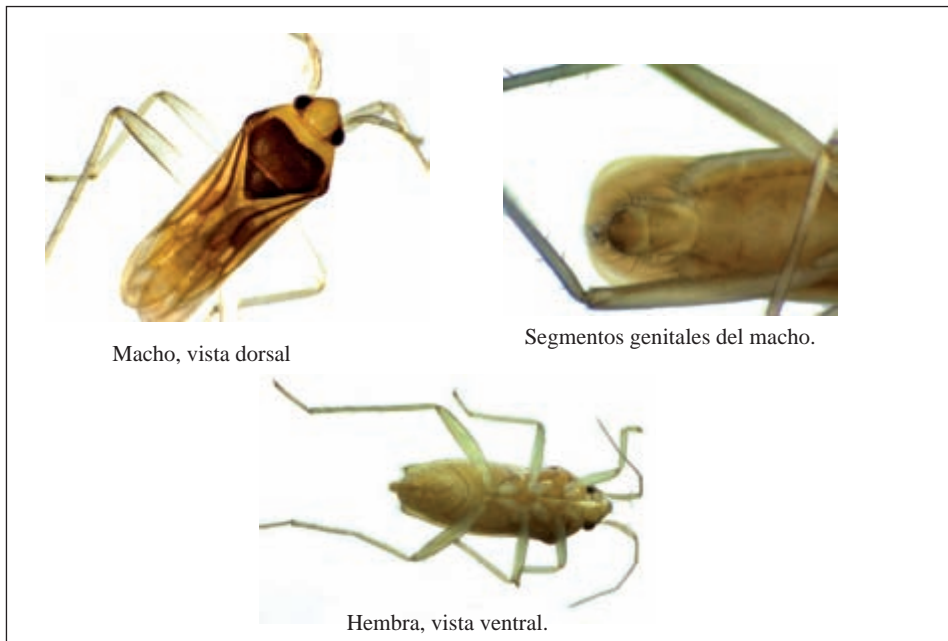 Macho, vista dorsal
Segmentos genitales del macho.
Hembra, vista ventral.